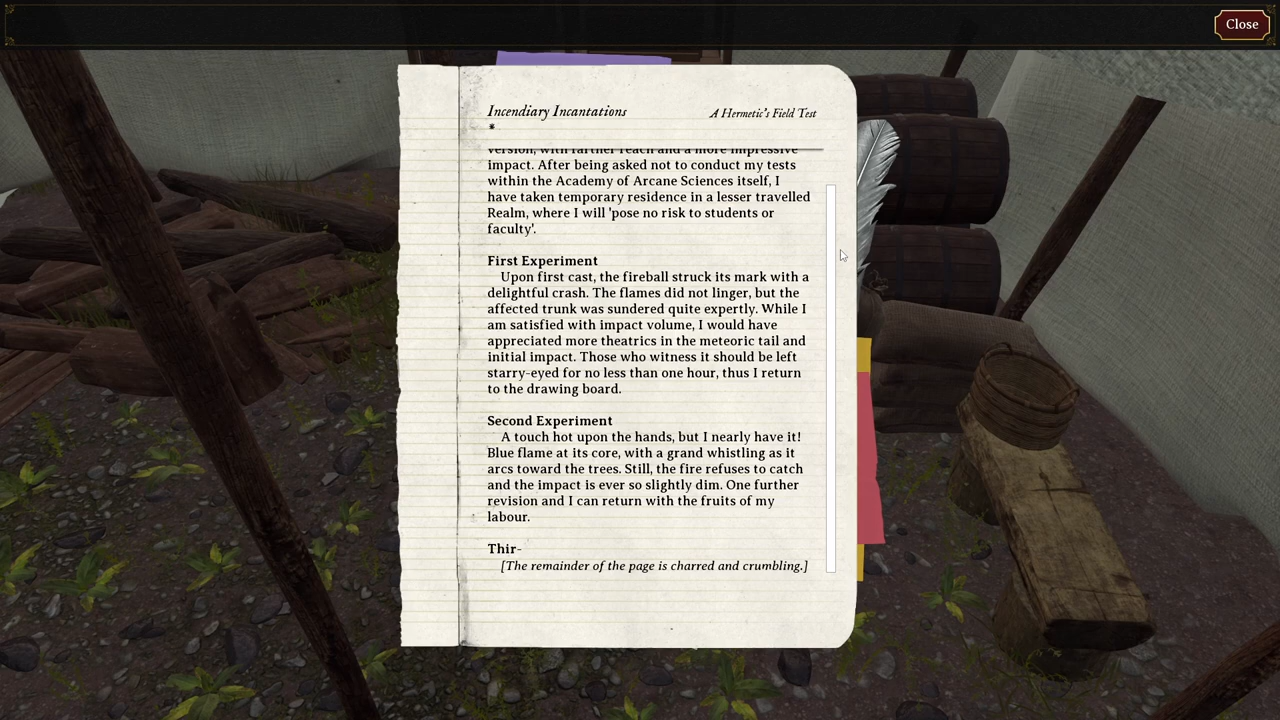 Close
Incendiary Incantations
A Hermetic's Field Test
*
version, with farther reach and a more impressive
impact. After being asked not to conduct my tests
within the Academy of Arcane Sciences itself, I
have taken temporary residence in a lesser travelled
Realm, where I will 'pose no risk to students or
faculty'.
First Experiment
Upon first cast, the fireball struck its mark with a
delightful crash. The flames did not linger, but the
affected trunk was sundered quite expertly. While I
am satisfied with impact volume, I would have
appreciated more theatrics in the meteoric tail and
initial impact. Those who witness it should be left
starry-eyed for no less than one hour, thus I return
to the drawing board.
Second Experiment
A touch hot upon the hands, but I nearly have it!
Blue flame at its core, with a grand whistling as it
arcs toward the trees. Still, the fire refuses to catch
and the impact is ever so slightly dim. One further
revision and I can return with the fruits of my
labour.
Thir-
[The remainder of the page is charred and crumbling.]